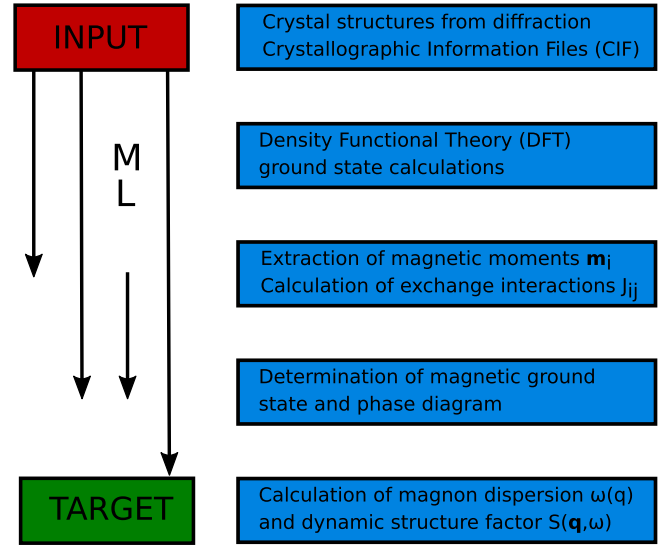 INPUT
Crystal structures from diffraction
Crystallographic Information Files (CIF)
Density Functional Theory (DFT)
ground state calculations
M
L
Extraction of magnetic moments mᵢ
Calculation of exchange interactions Jᵢⱼ
Determination of magnetic ground
state and phase diagram
TARGET
Calculation of magnon dispersion ω(q)
and dynamic structure factor S(q,ω)